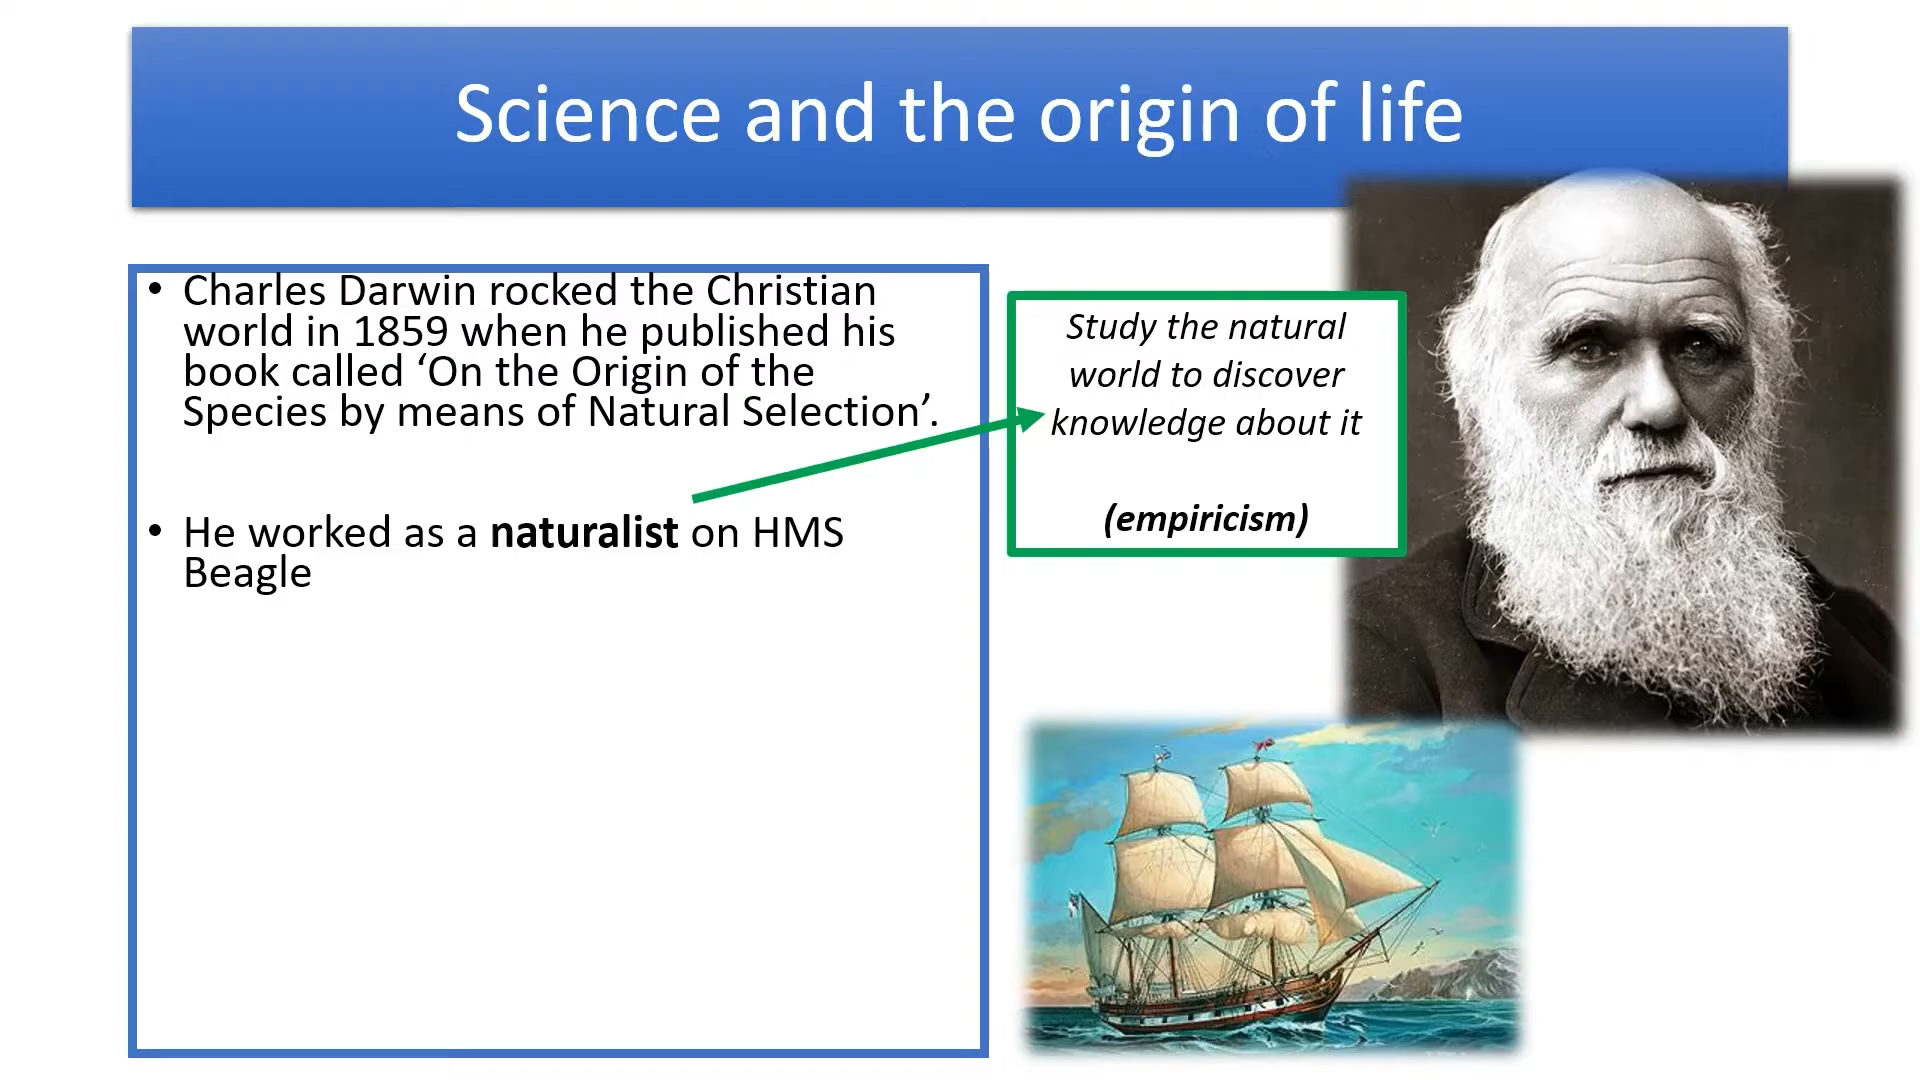 Science and the origin of life
• Charles Darwin rocked the Christian
world in 1859 when he published his
book called ‘On the Origin of the
Species by means of Natural Selection’.
• He worked as a naturalist on HMS
Beagle
Study the natural
world to discover
knowledge about it
(empiricism)